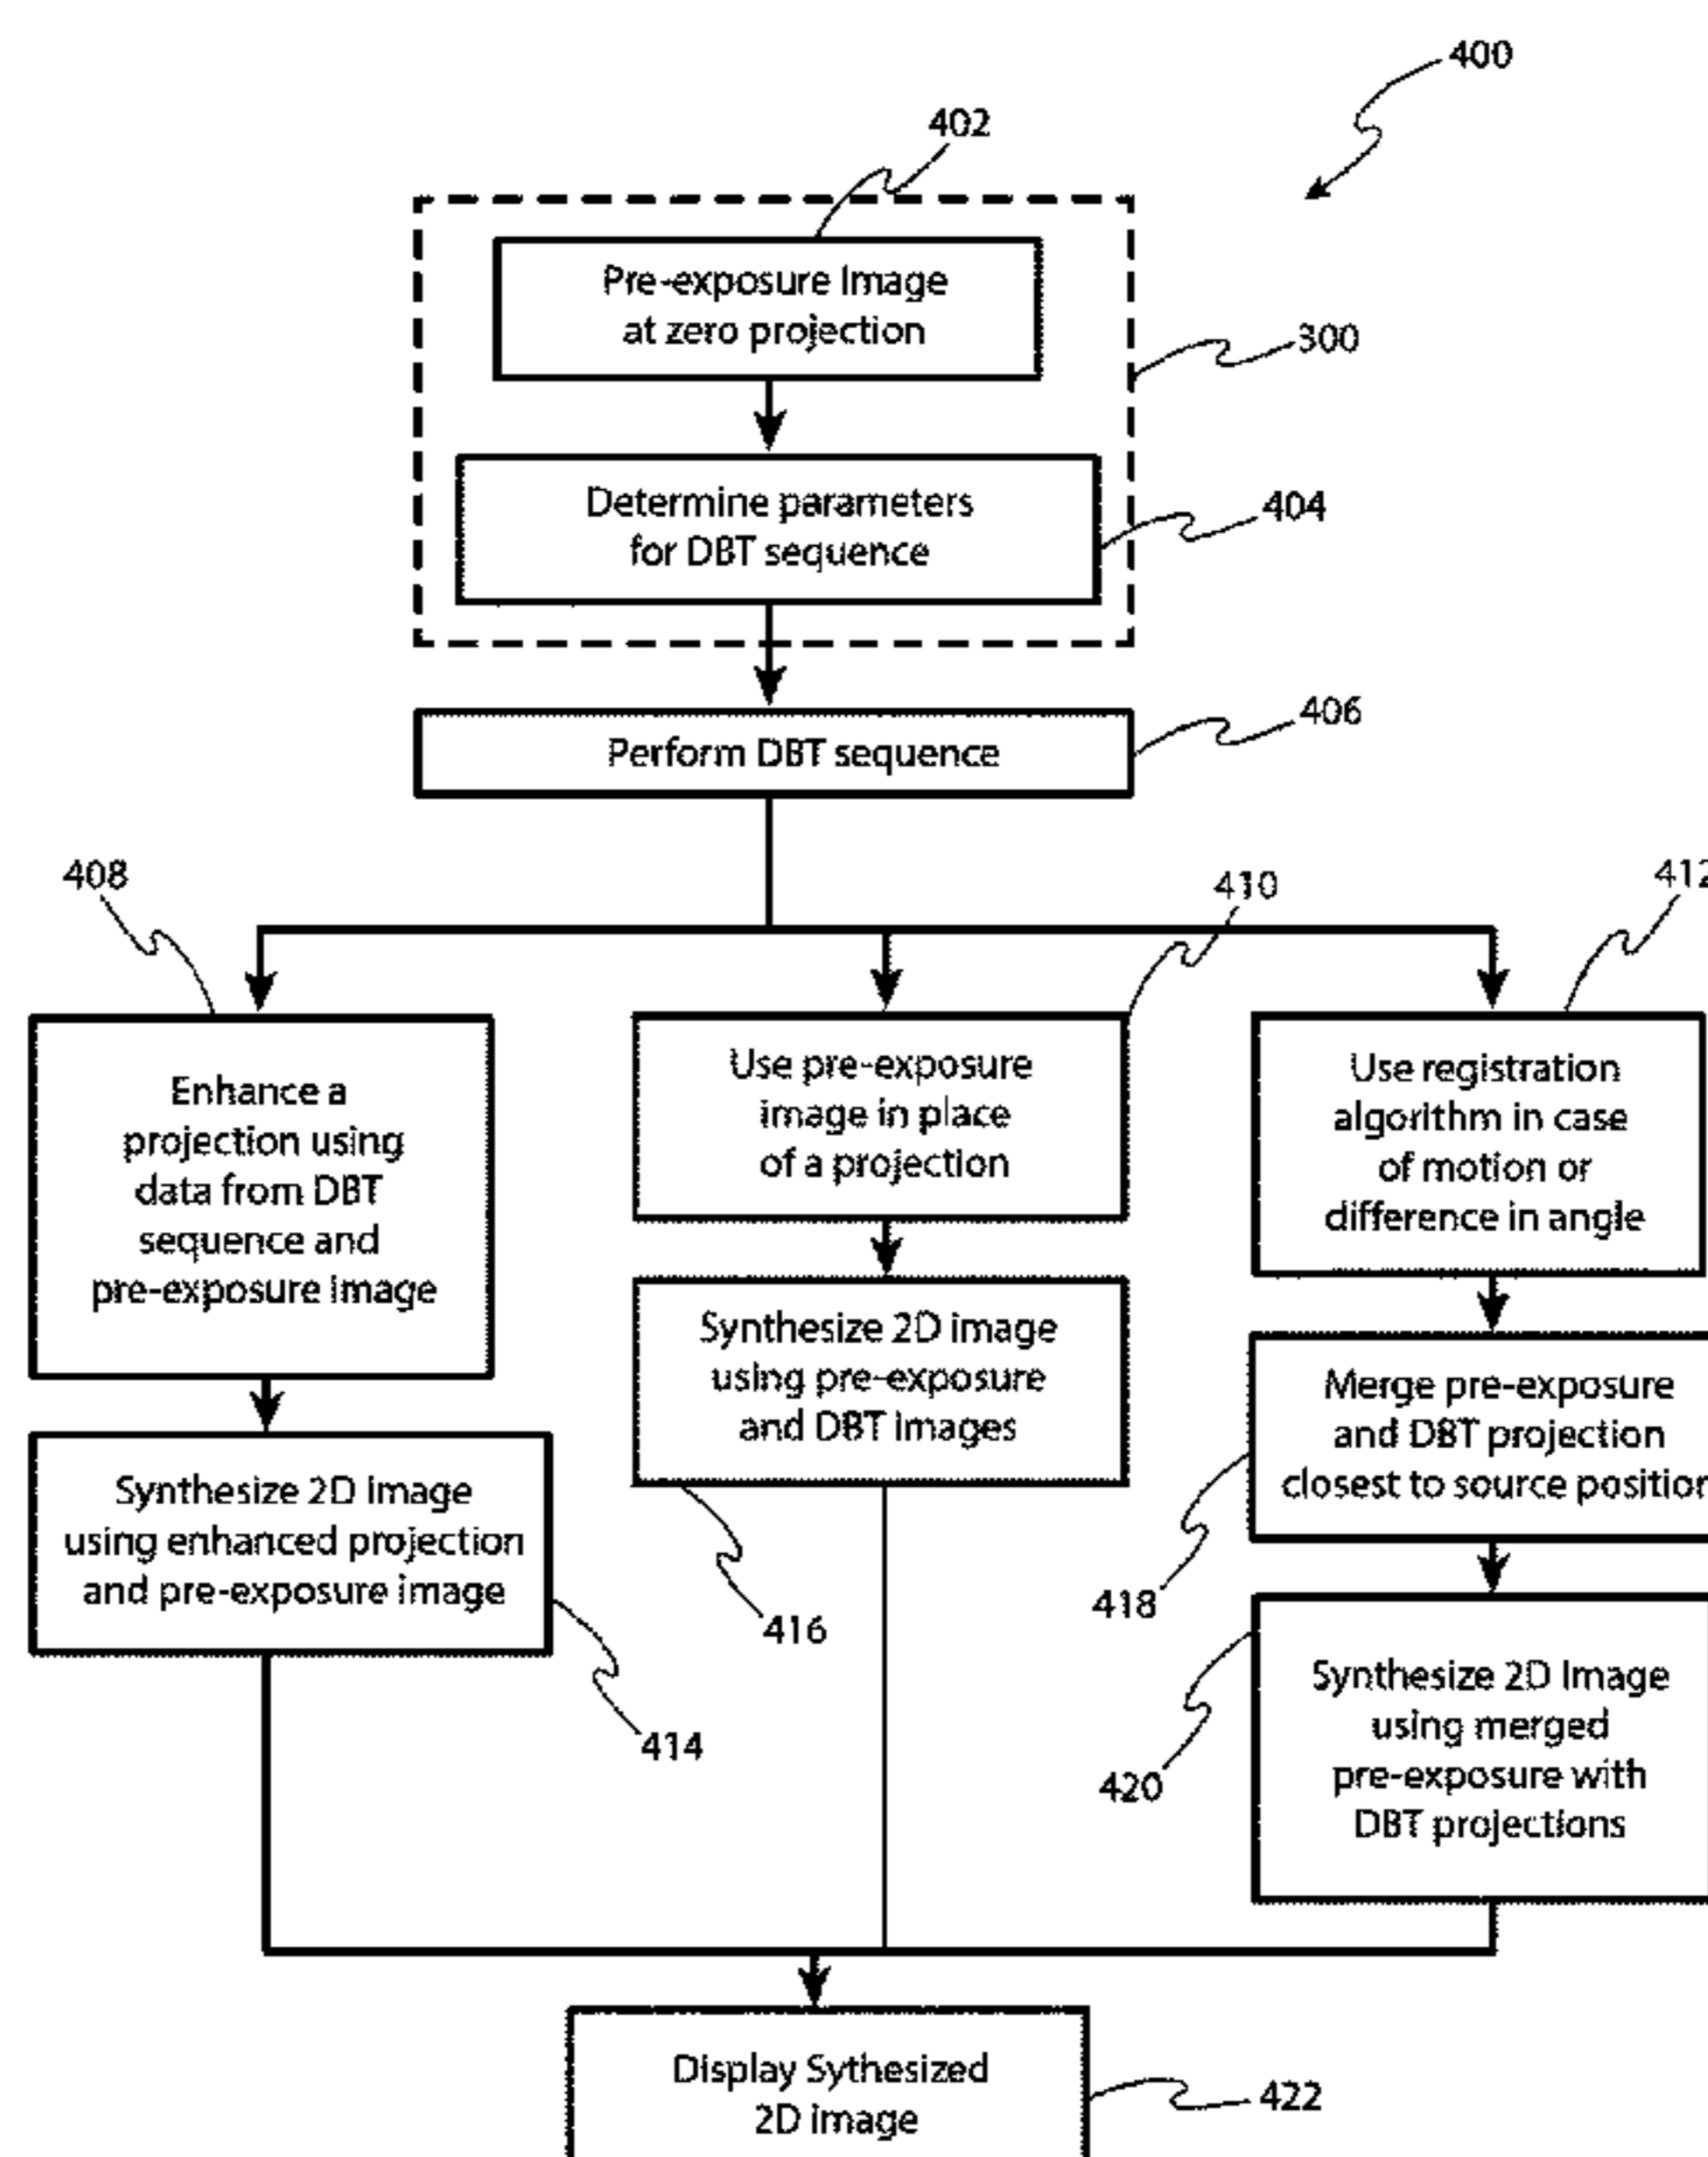 400
402
Pre-exposure Image
at zero projection
300
Determine parameters
for DBT sequence
404
Perform DBT sequence
406
408
410
412
Enhance a
projection using
data from DBT
sequence and
pre-exposure image
Use pre-exposure
image in place
of a projection
Use registration
algorithm in case
of motion or
difference in angle
Synthesize 2D image
using enhanced projection
and pre-exposure image
414
Synthesize 2D image
using pre-exposure
and DBT images
416
Merge pre-exposure
and DBT projection
closest to source position
418
Synthesize 2D Image
using merged
pre-exposure with
DBT projections
420
Display Sythesized
2D image
422